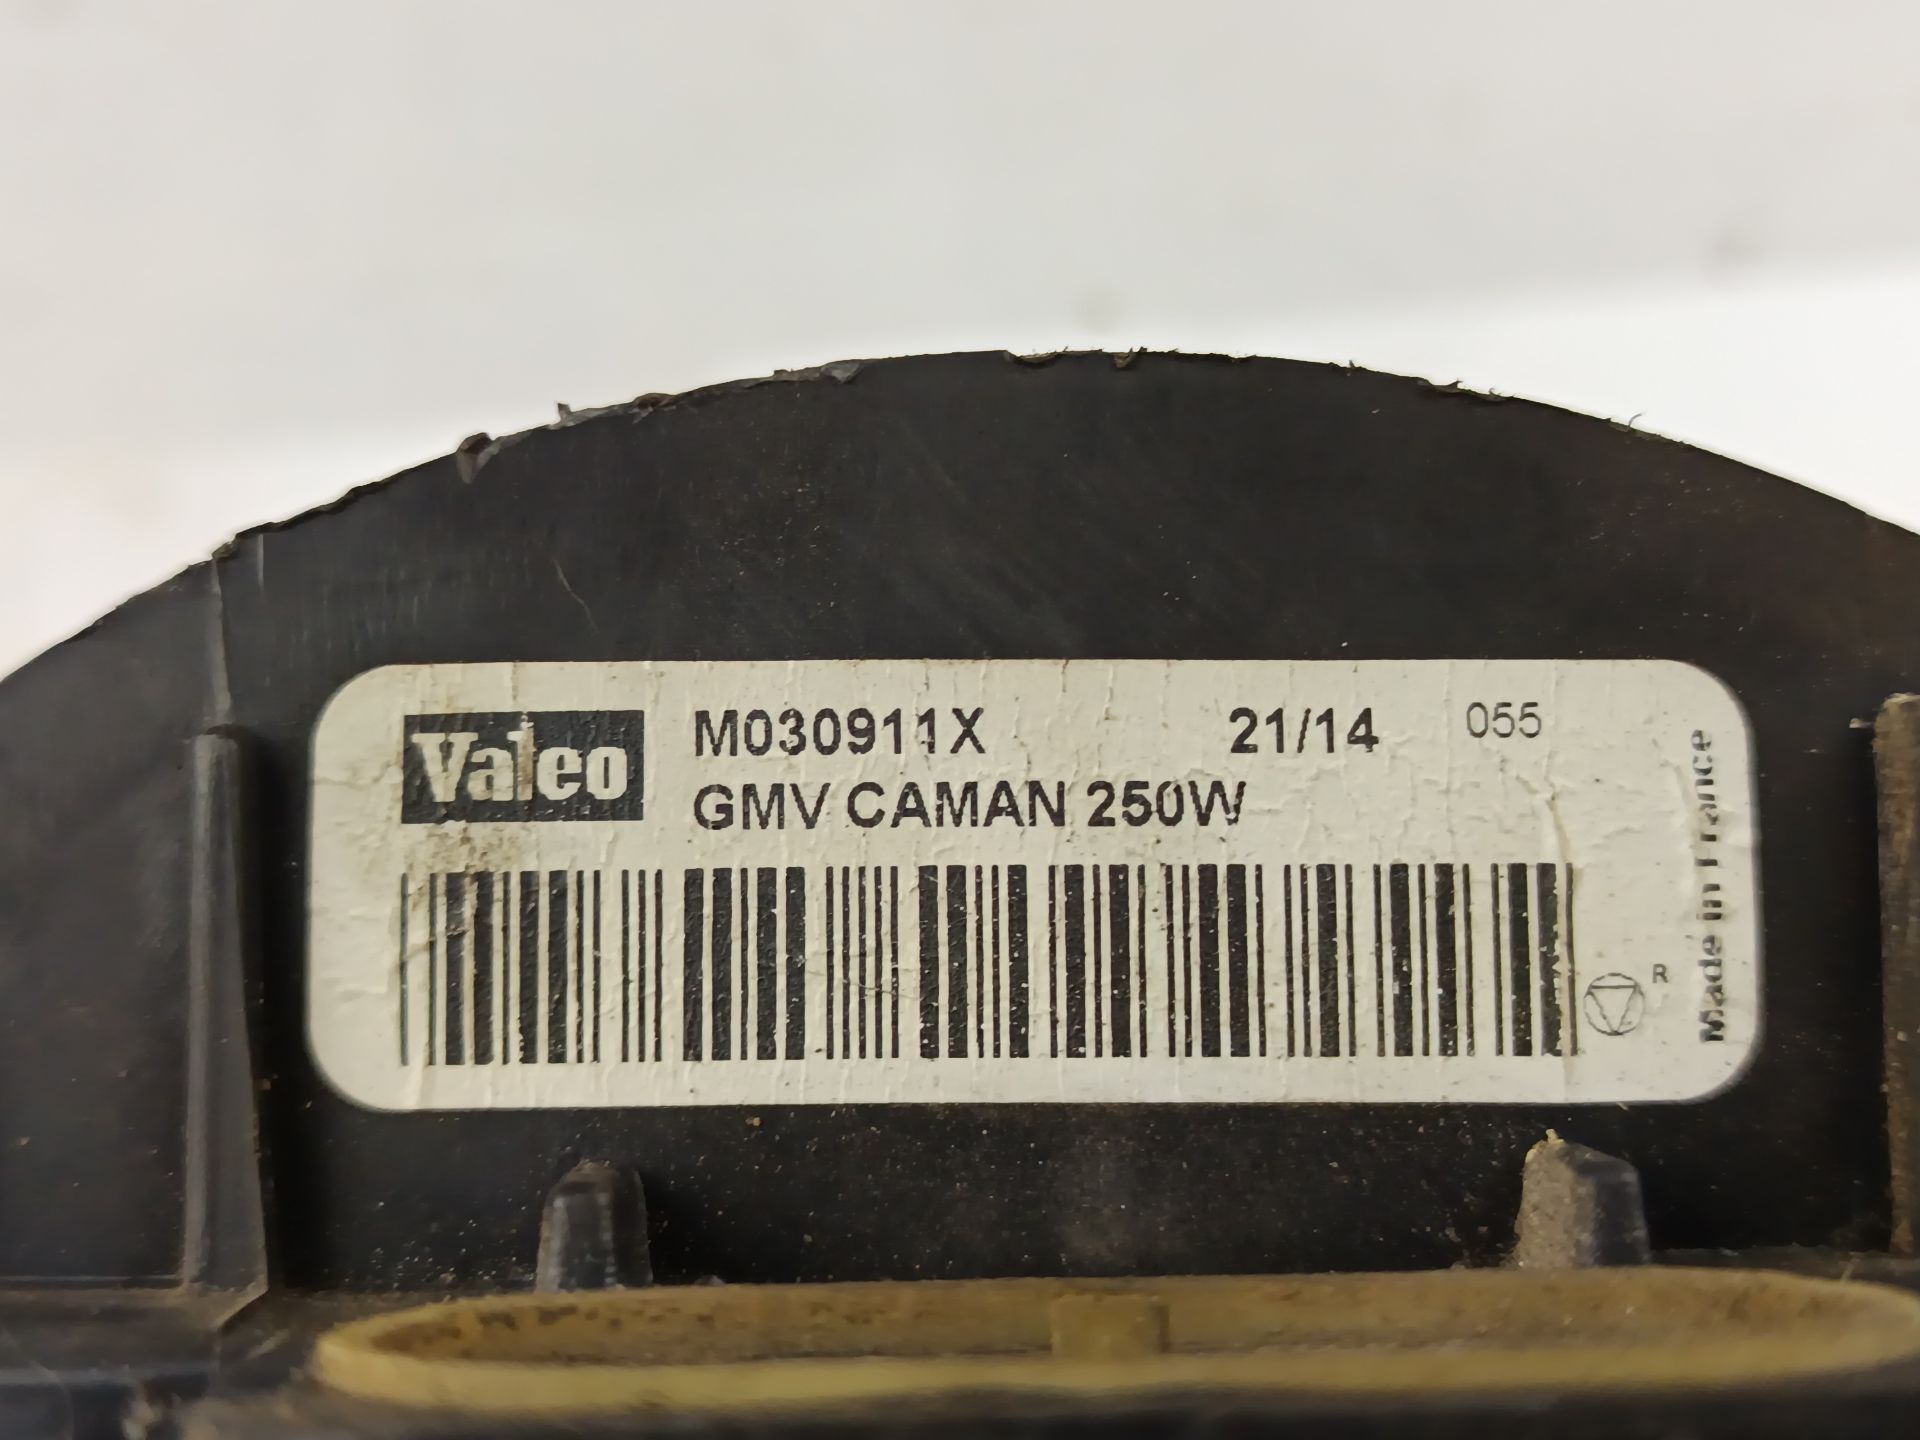 Valeo
M030911X 21/14 055
GMV CAMAN 250W
R
Made in France